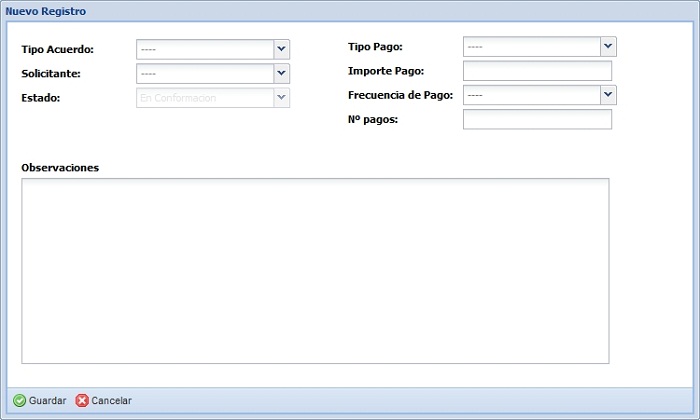 Nuevo Registro
Tipo Acuerdo: ----
Solicitante: ----
Estado: En Conformacion
Tipo Pago: ----
Importe Pago:
Frecuencia de Pago: ----
Nº pagos:
Observaciones
Guardar Cancelar